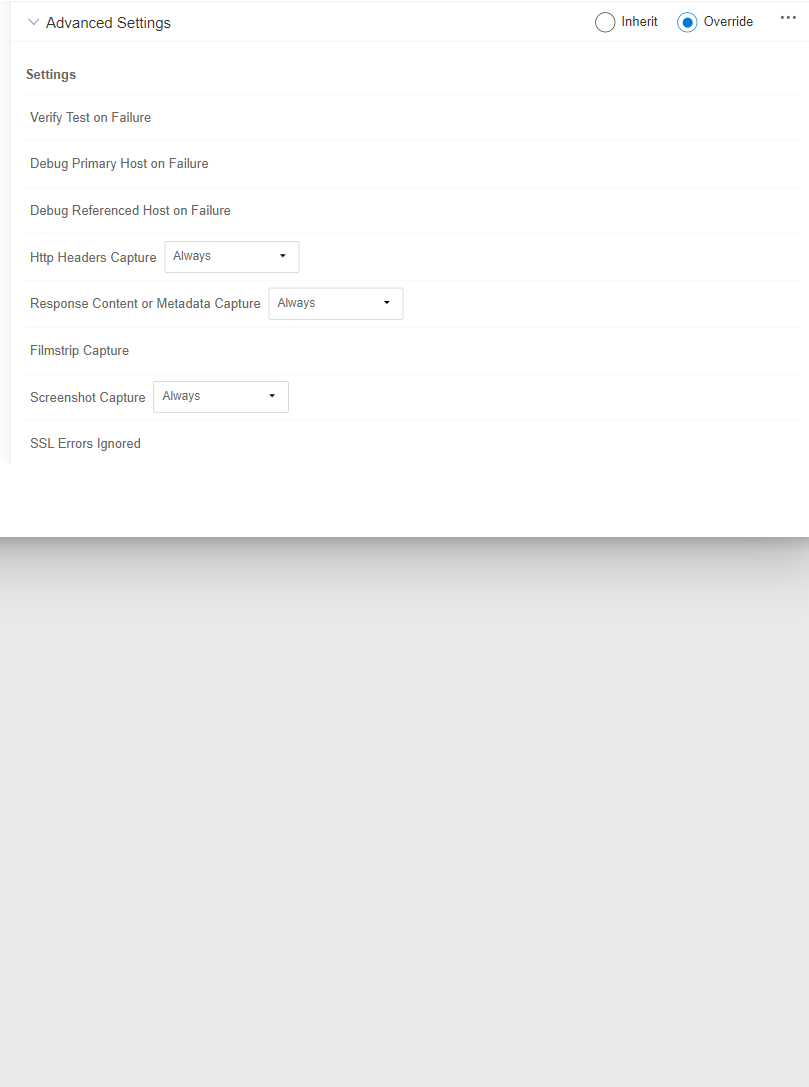 Advanced Settings Inherit Override
Settings
Verify Test on Failure
Debug Primary Host on Failure
Debug Referenced Host on Failure
Http Headers Capture Always
Response Content or Metadata Capture Always
Filmstrip Capture
Screenshot Capture Always
SSL Errors Ignored